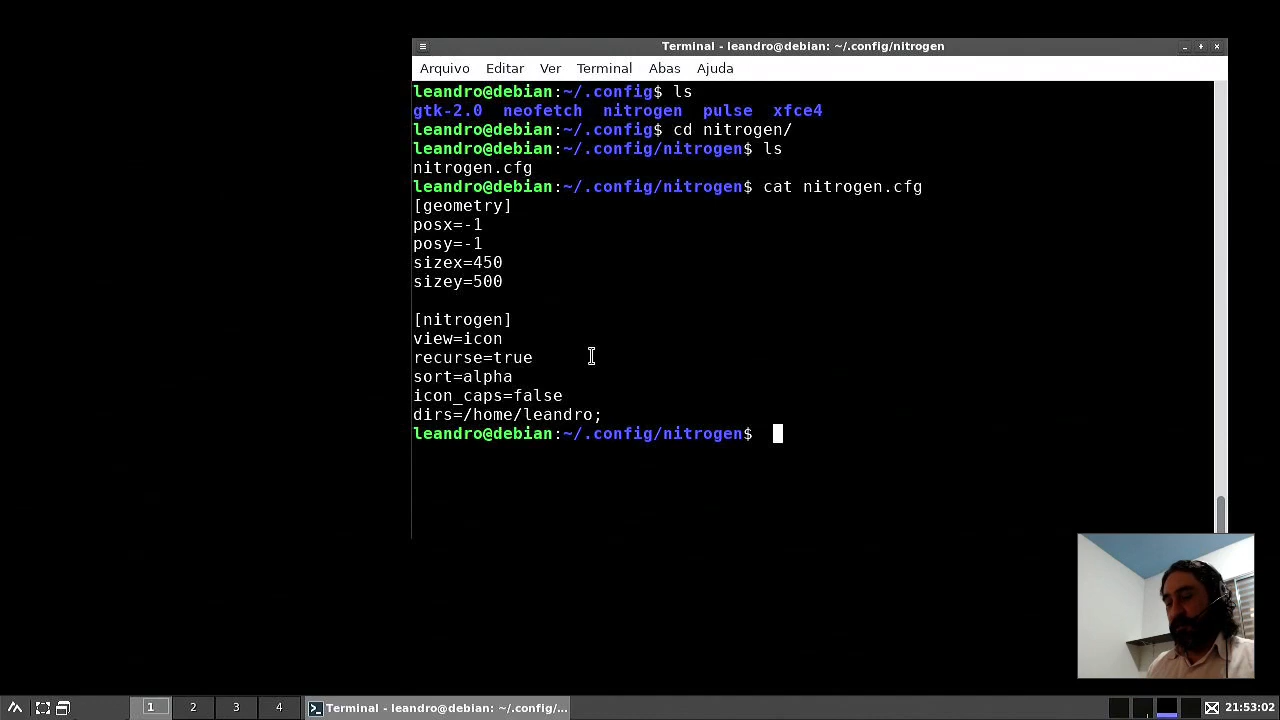 Terminal - leandro@debian: ~/.config/nitrogen
Arquivo Editar Ver Terminal Abas Ajuda
leandro@debian:~/.config$ ls
gtk-2.0 neofetch nitrogen pulse xfce4
leandro@debian:~/.config$ cd nitrogen/
leandro@debian:~/.config/nitrogen$ ls
nitrogen.cfg
leandro@debian:~/.config/nitrogen$ cat nitrogen.cfg
[geometry]
posx=-1
posy=-1
sizex=450
sizey=500
[nitrogen]
view=icon
recurse=true
sort=alpha
icon_caps=false
dirs=/home/leandro;
leandro@debian:~/.config/nitrogen$
1 2 3 4 Terminal - leandro@debian: ~/.config/... 21:53:02